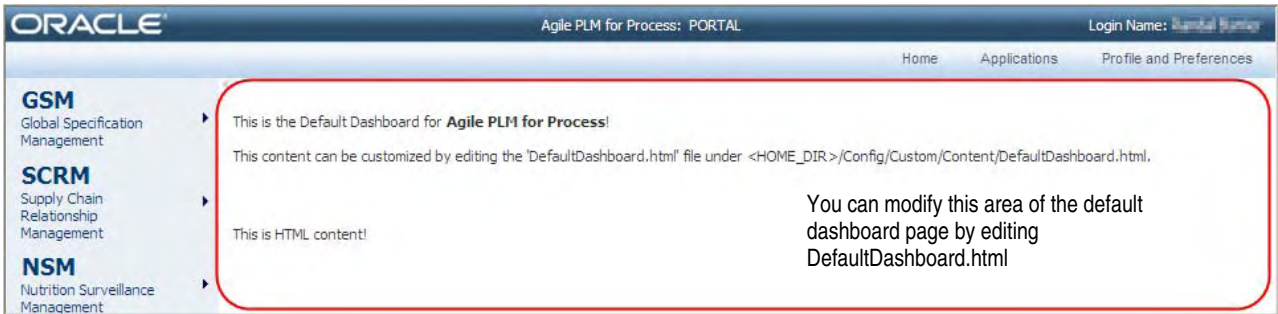 ORACLE
Agile PLM for Process: PORTAL
Login Name:
Home Applications Profile and Preferences
GSM
Global Specification
Management
SCRM
Supply Chain
Relationship
Management
NSM
Nutrition Surveillance
Management
This is the Default Dashboard for Agile PLM for Process!
This content can be customized by editing the 'DefaultDashboard.html' file under <HOME_DIR>/Config/Custom/Content/DefaultDashboard.html.
This is HTML content!
You can modify this area of the default
dashboard page by editing
DefaultDashboard.html